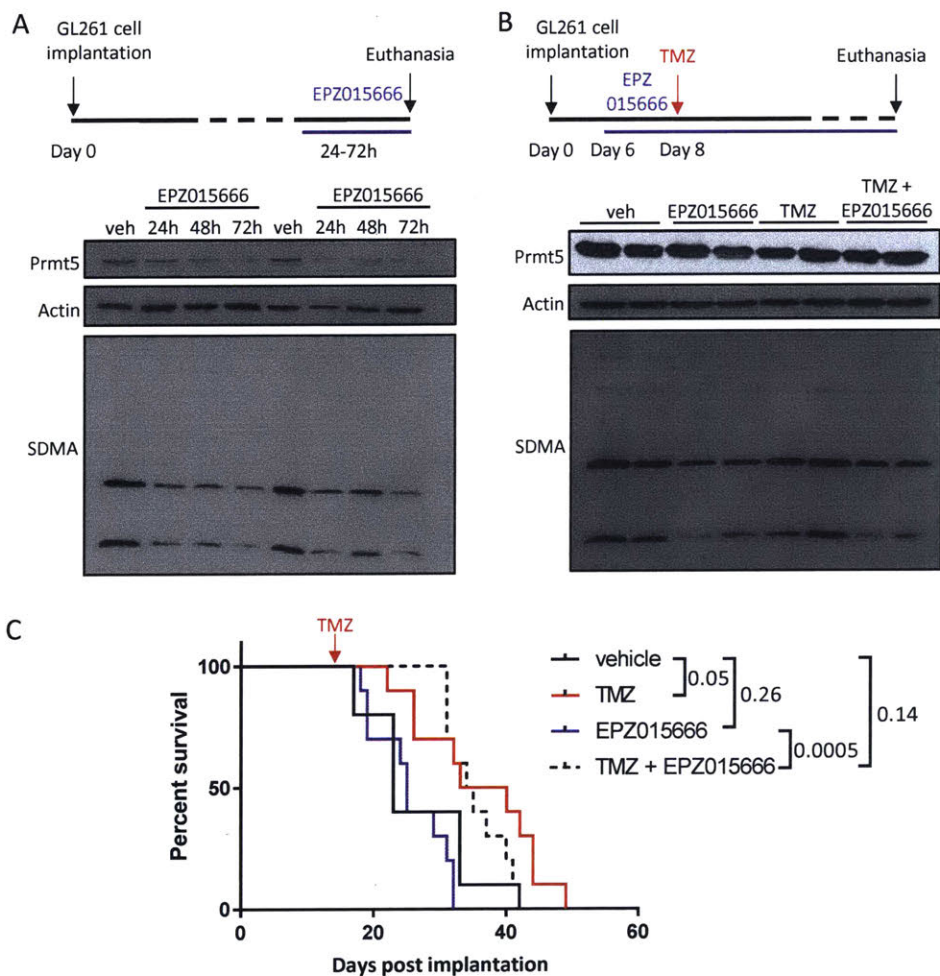 A
GL261 cell
implantation
Euthanasia
EPZ015666
Day 0
24-72h
EPZ015666
EPZ015666
veh 24h 48h 72h veh 24h 48h 72h
Prmt5
Actin
SDMA
B
GL261 cell
implantation
TMZ
Euthanasia
EPZ
015666
Day 0 Day 6 Day 8
TMZ +
veh EPZ015666 TMZ EPZ015666
Prmt5
Actin
SDMA
C
TMZ
100
50
0
Percent survival
0 20 40 60
Days post implantation
vehicle
TMZ
EPZ015666
TMZ + EPZ015666
0.05
0.26
0.0005
0.14